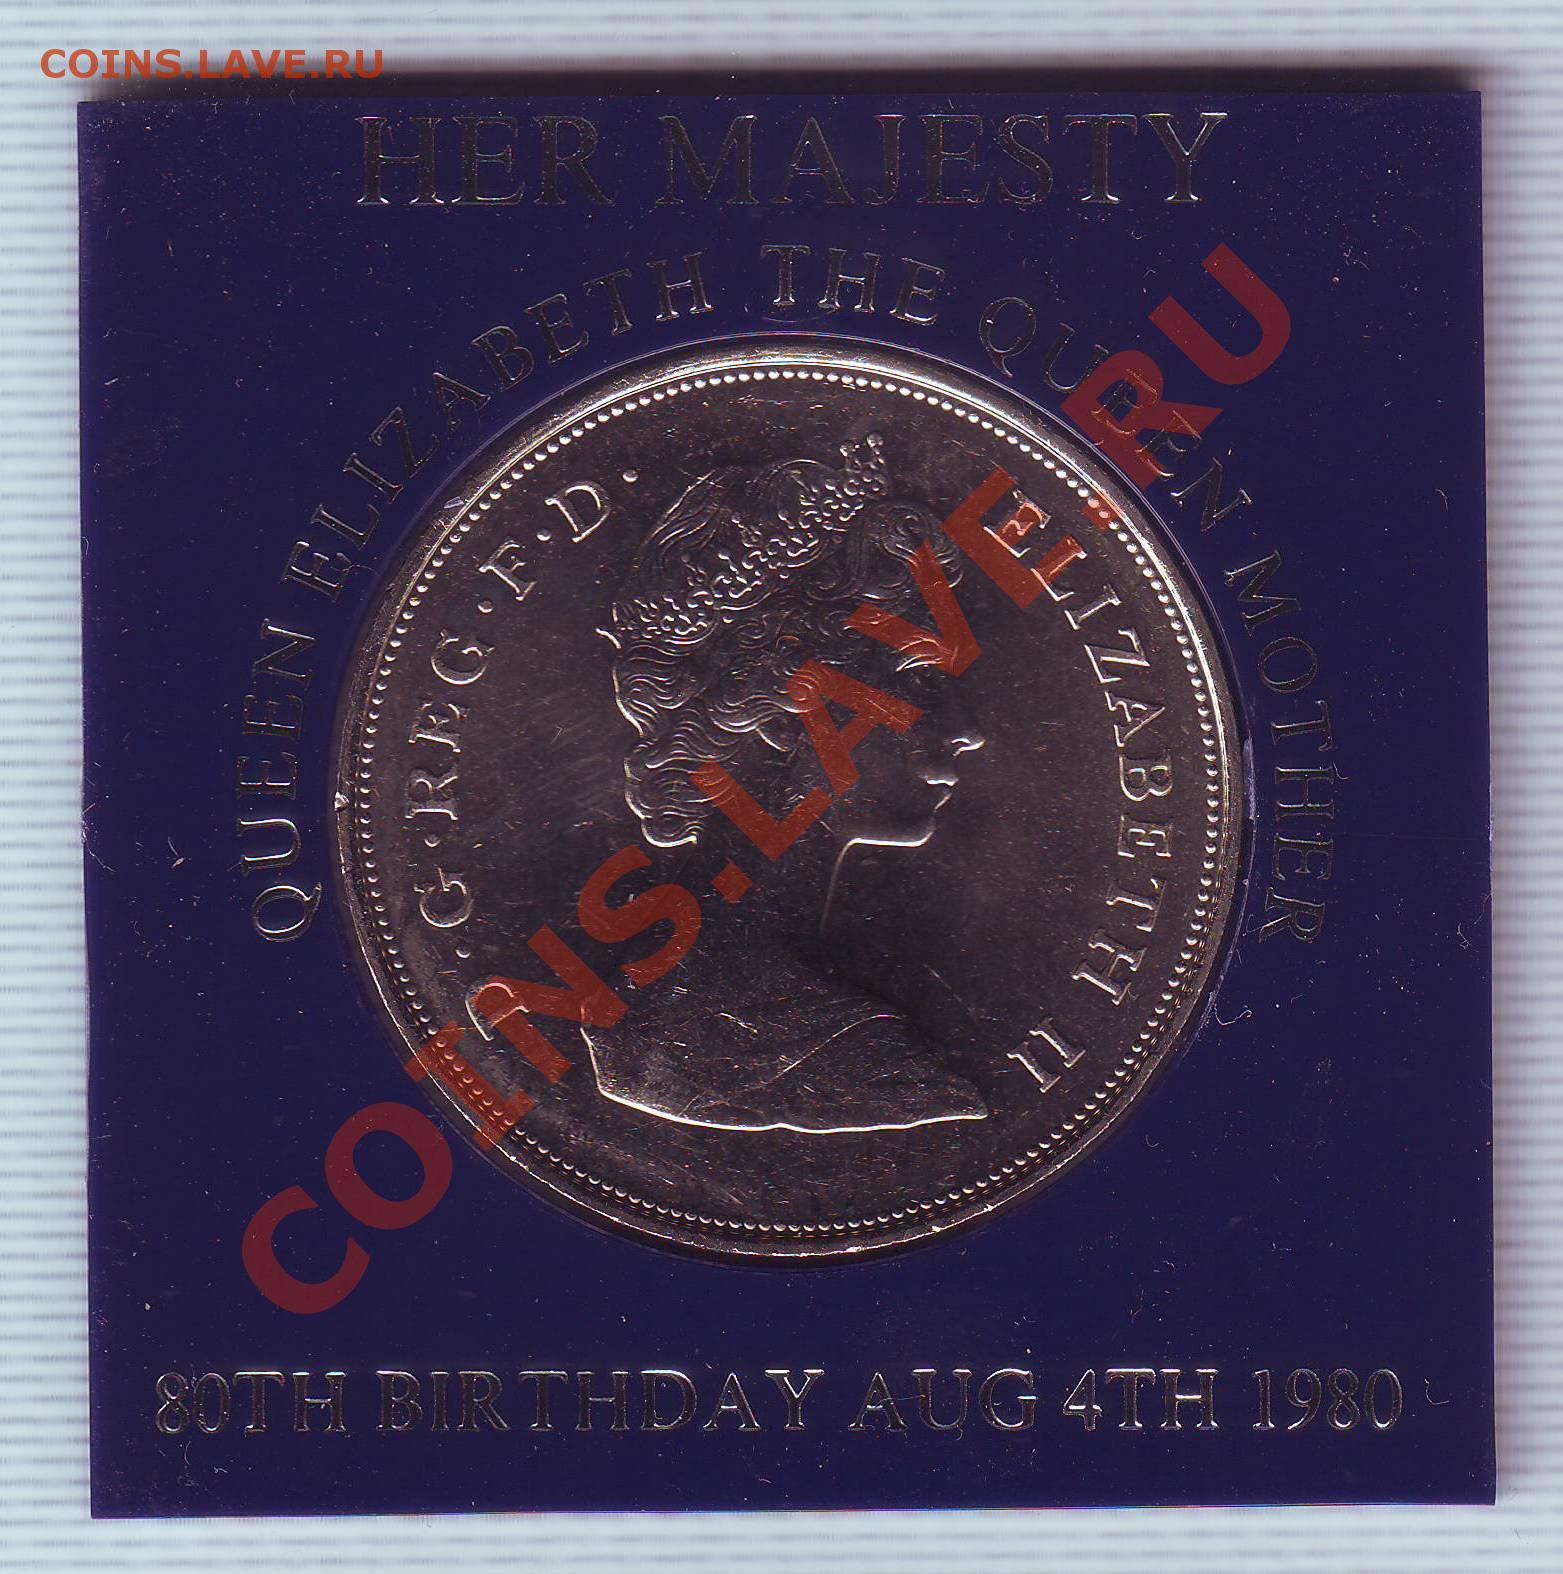 COINS.LAVE.RU
HER MAJESTY
QUEEN ELIZABETH THE QUEEN MOTHER
D·G·REG·F·D· ELIZABETH II
COINS.LAVE.RU
80TH BIRTHDAY AUG 4TH 1980